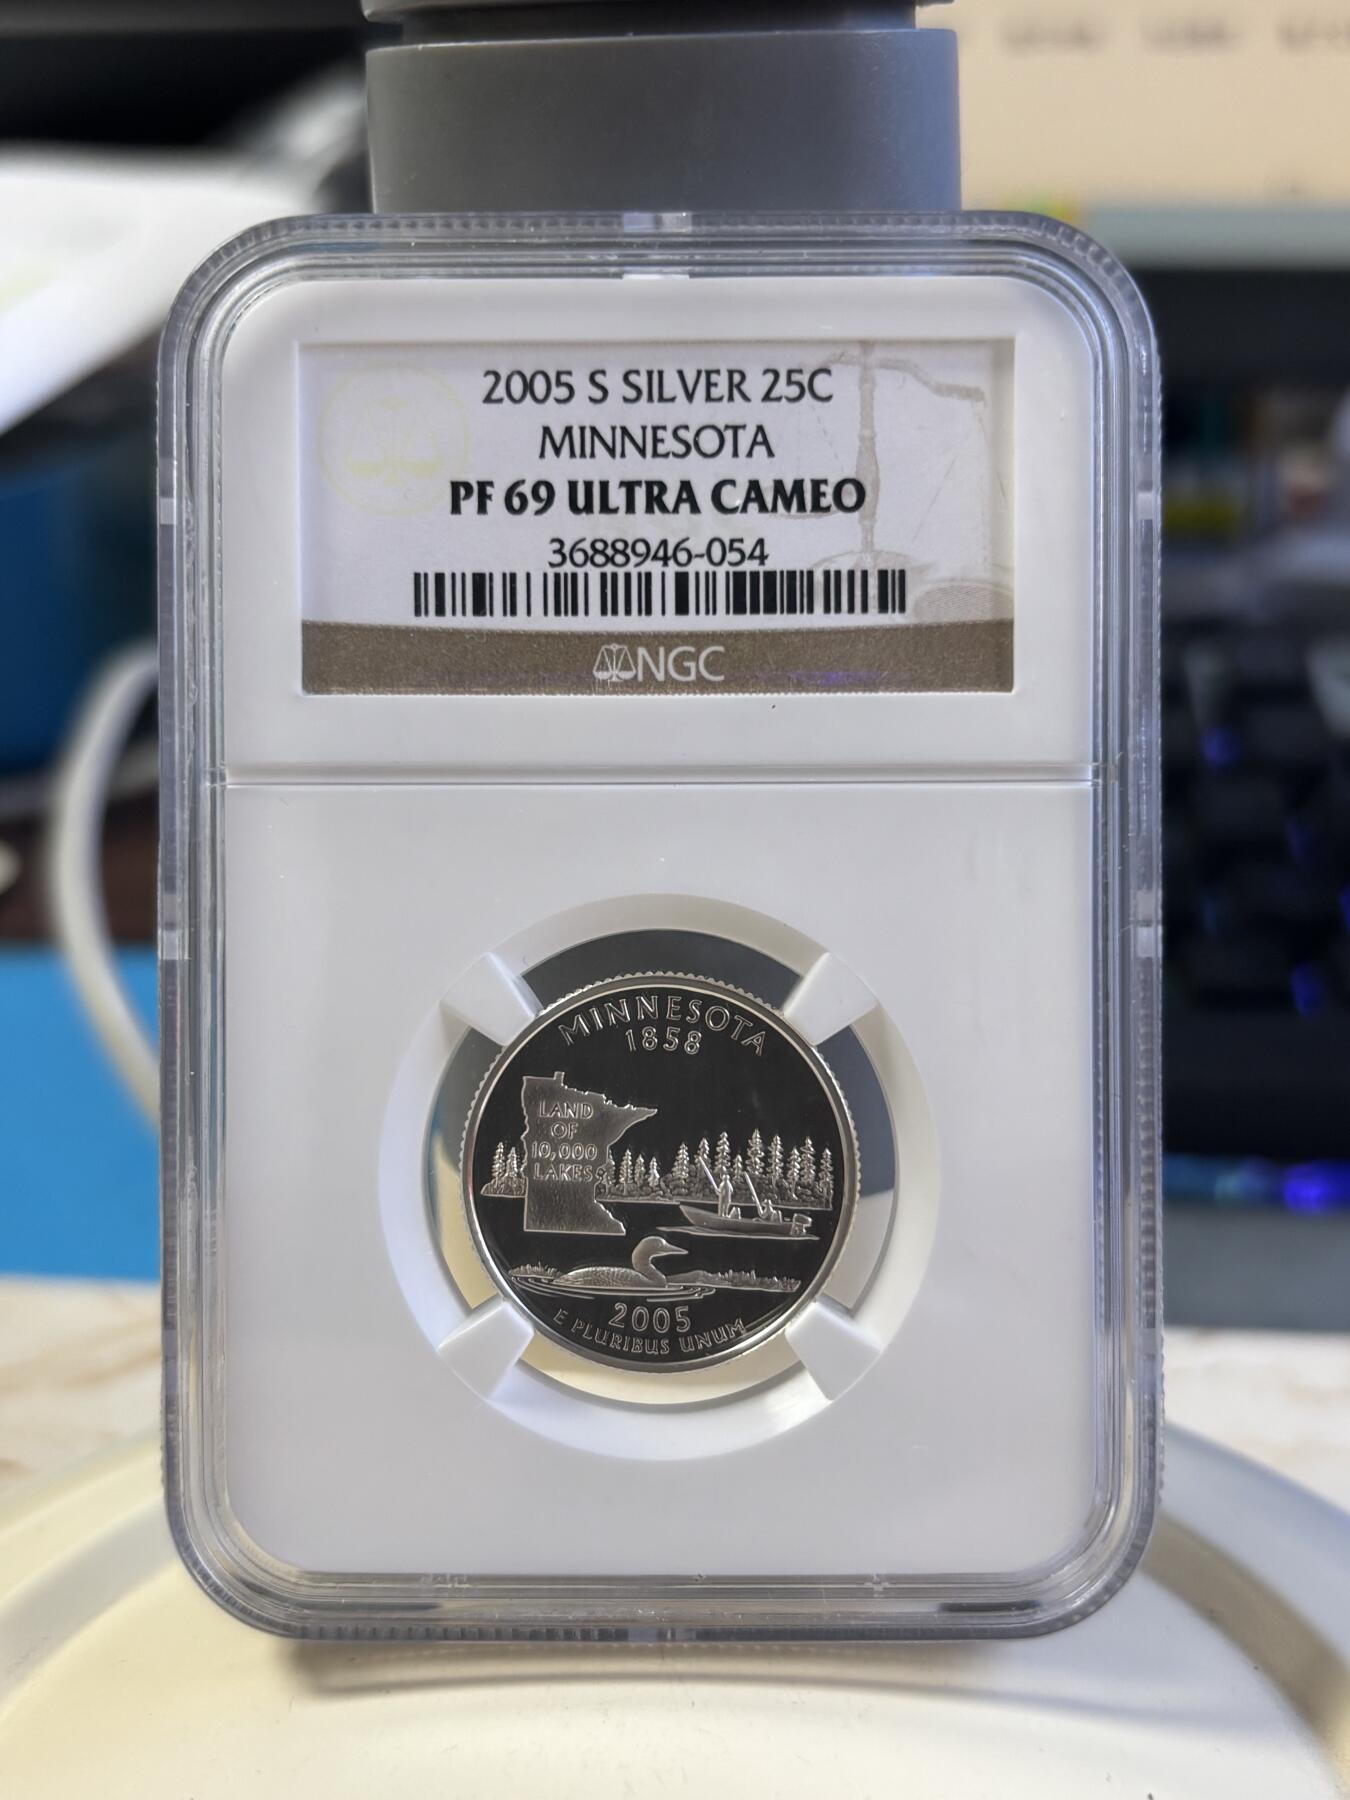 2005 S SILVER 25C
MINNESOTA
PF 69 ULTRA CAMEO
3688946-054
NGC
MINNESOTA
1858
LAND
OF
10,000
LAKES
2005
E PLURIBUS UNUM